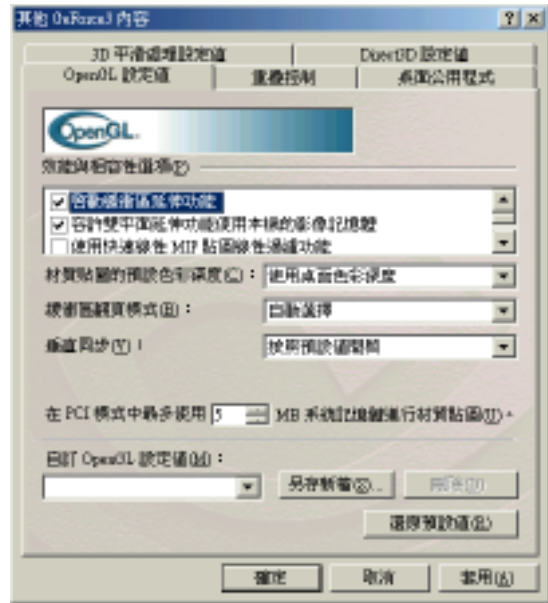 其他 GeForce3 內容
3D 平滑處理設定值
Direct3D 設定值
OpenGL 設定值
重疊控制
桌面公用程式
OpenGL.
效能與相容性選項(P)
啟動緩衝區延伸功能
容許雙平面延伸功能使用本機的影像記憶體
使用快速線性 MIP 貼圖線性過濾功能
材質貼圖的預設色彩深度(C)： 使用桌面色彩深度
緩衝區翻頁模式(B)： 自動選擇
垂直同步(V)： 按照預設值關閉
在 PCI 模式中最多使用 5 MB 系統記憶體進行材質貼圖(U)。
自訂 OpenGL 設定值(M)：
另存新檔(S)...
刪除(D)
還原預設值(R)
確定
取消
套用(A)